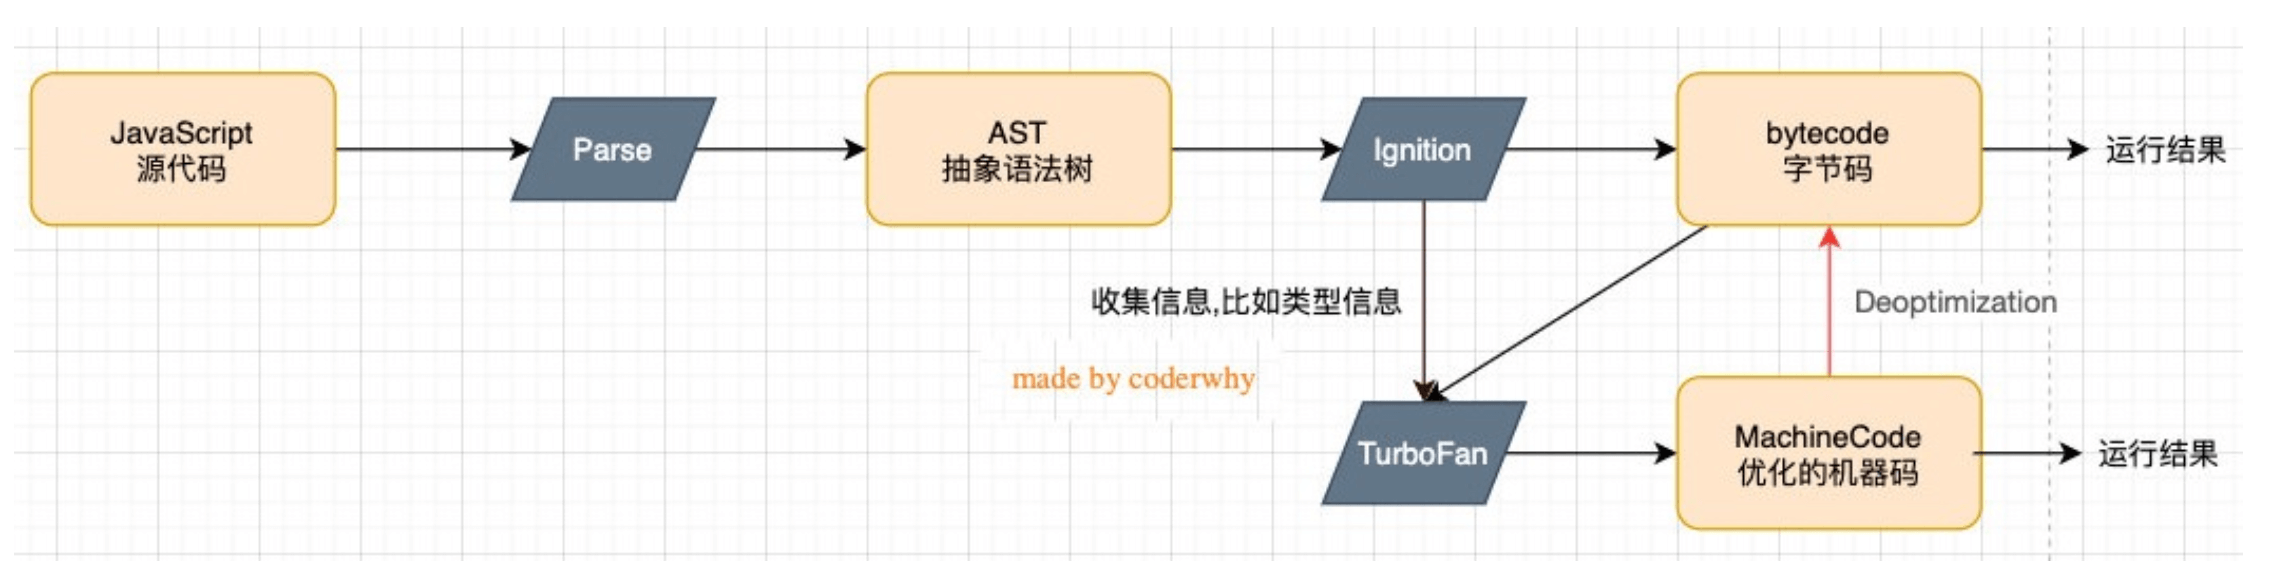 JavaScript
源代码
Parse
AST
抽象语法树
Ignition
bytecode
字节码
运行结果
收集信息,比如类型信息
Deoptimization
made by coderwhy
TurboFan
MachineCode
优化的机器码
运行结果